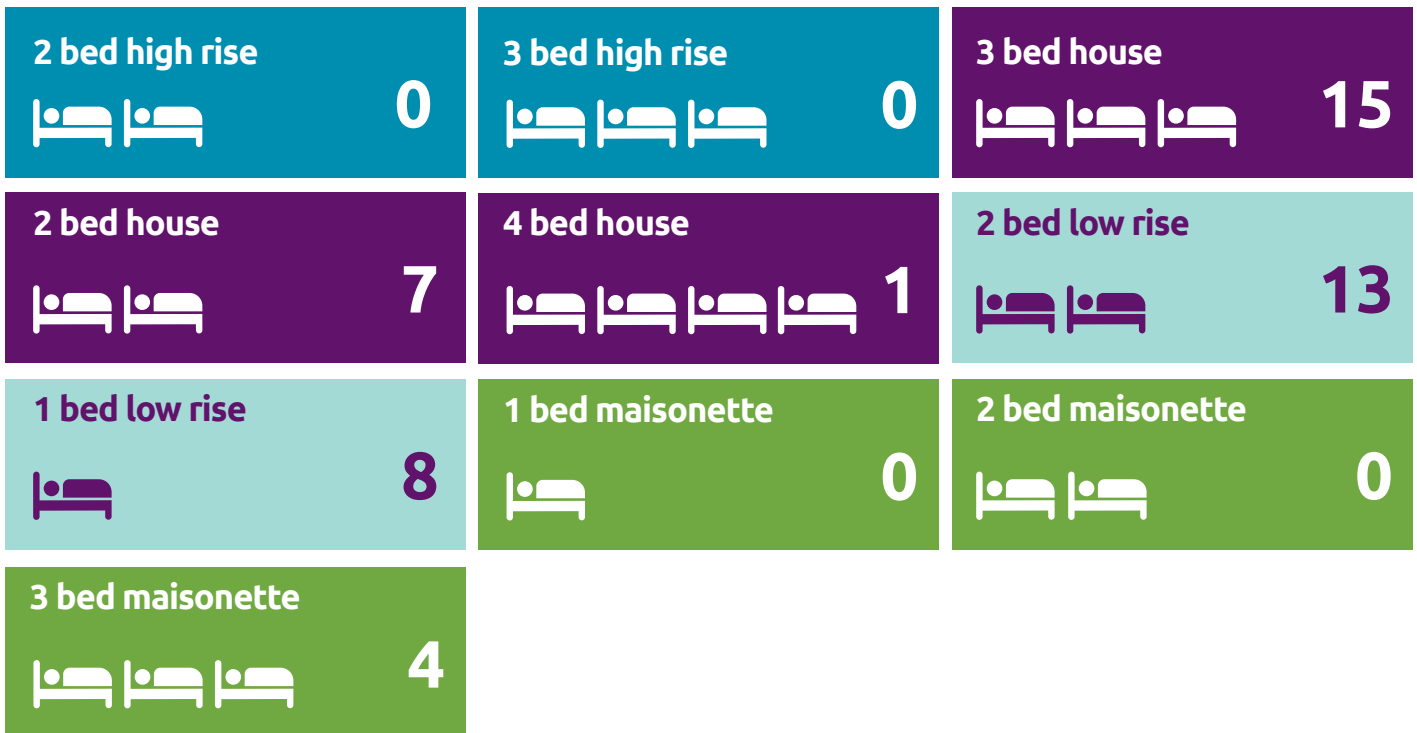 2 bed high rise
0
3 bed high rise
0
3 bed house
15
2 bed house
7
4 bed house
1
2 bed low rise
13
1 bed low rise
8
1 bed maisonette
0
2 bed maisonette
0
3 bed maisonette
4